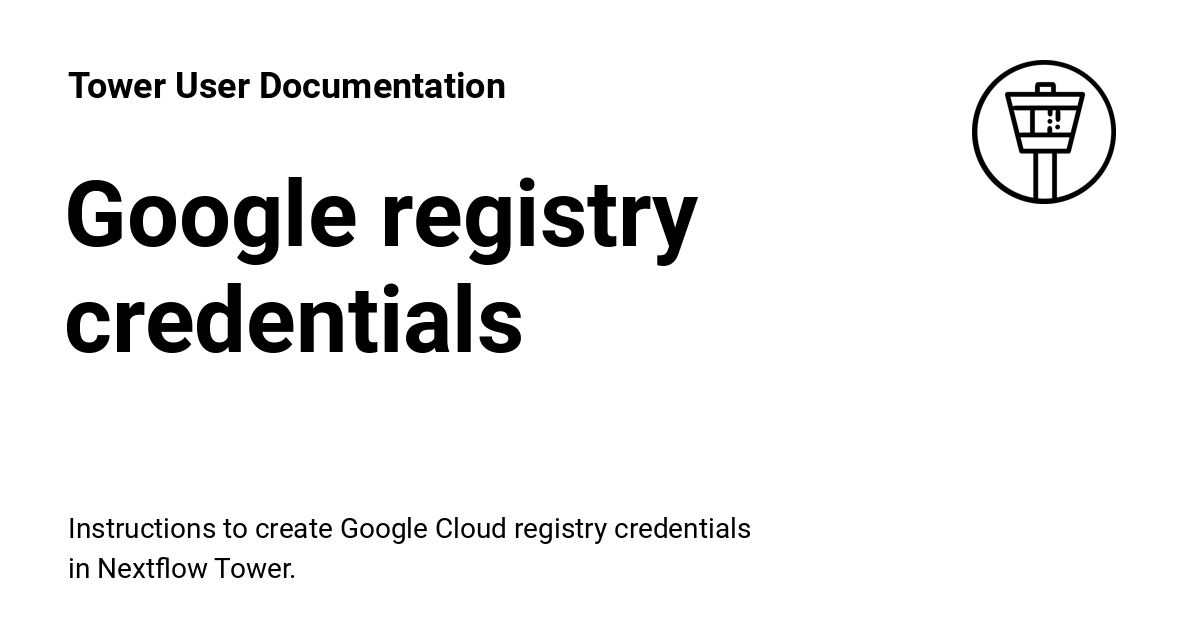 Tower User Documentation
Google registry
credentials
Instructions to create Google Cloud registry credentials
in Nextflow Tower.